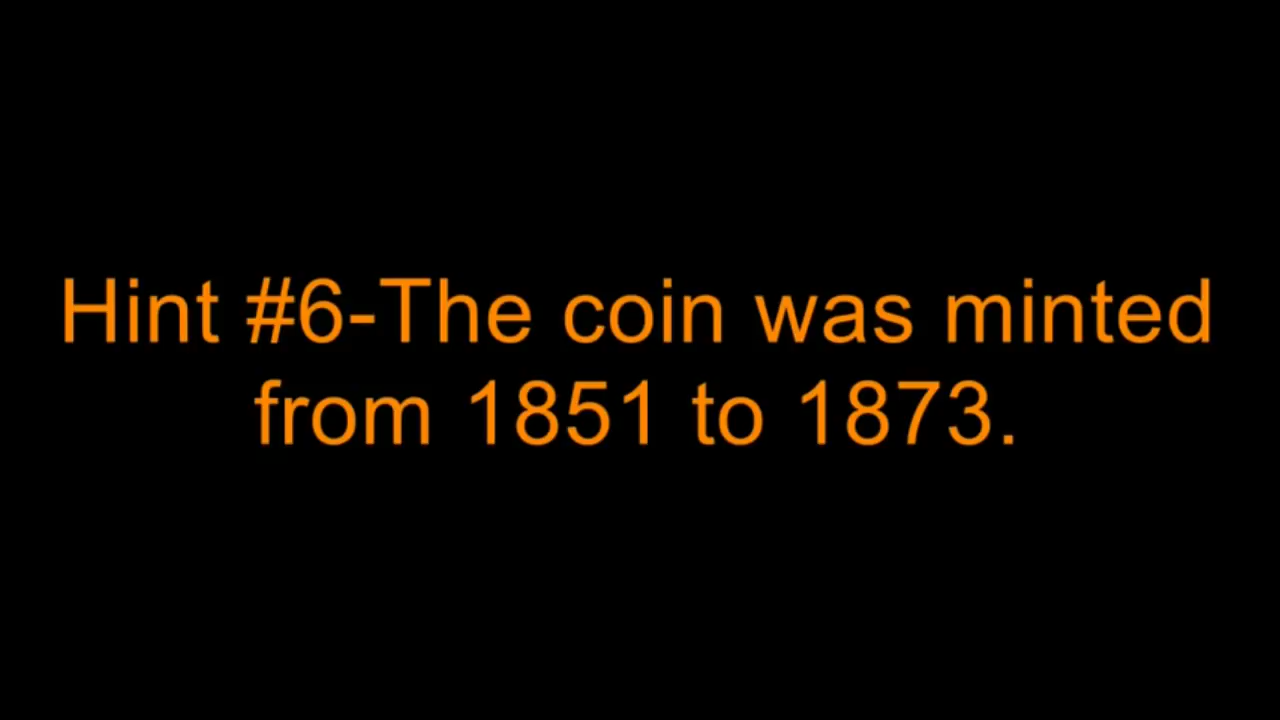 Hint #6-The coin was minted
from 1851 to 1873.